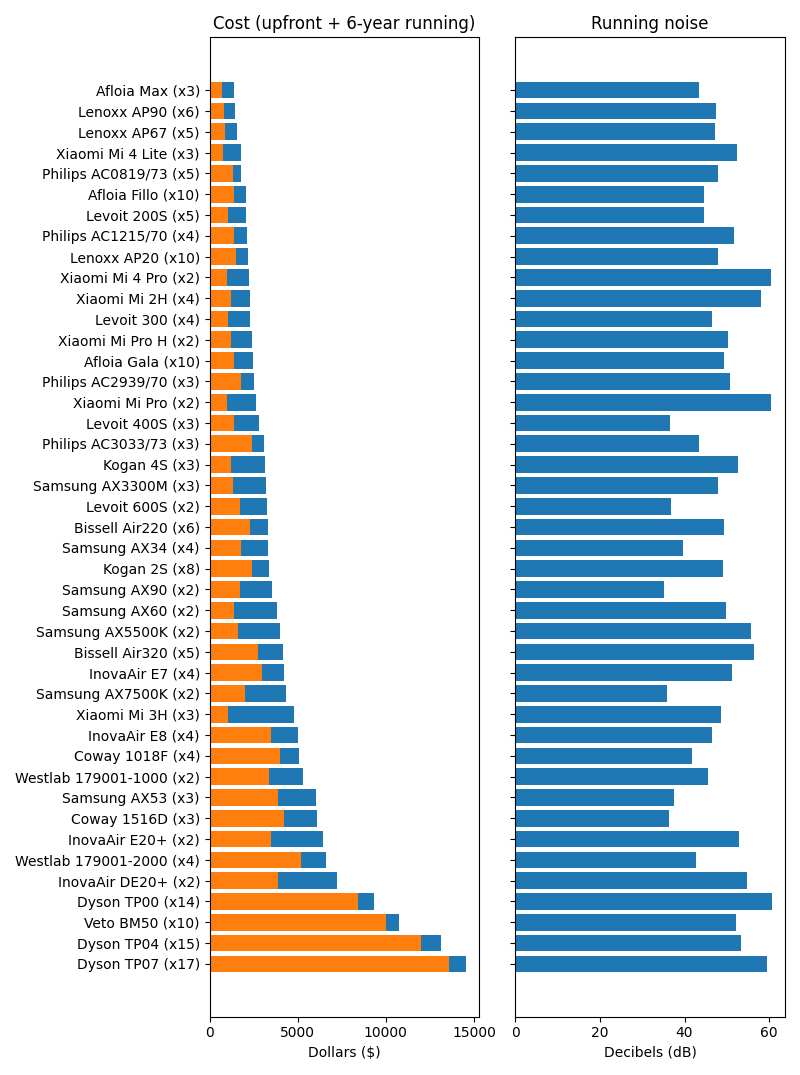 Cost (upfront + 6-year running)
Running noise
Afloia Max (x3)
Lenoxx AP90 (x6)
Lenoxx AP67 (x5)
Xiaomi Mi 4 Lite (x3)
Philips AC0819/73 (x5)
Afloia Fillo (x10)
Levoit 200S (x5)
Philips AC1215/70 (x4)
Lenoxx AP20 (x10)
Xiaomi Mi 4 Pro (x2)
Xiaomi Mi 2H (x4)
Levoit 300 (x4)
Xiaomi Mi Pro H (x2)
Afloia Gala (x10)
Philips AC2939/70 (x3)
Xiaomi Mi Pro (x2)
Levoit 400S (x3)
Philips AC3033/73 (x3)
Kogan 4S (x3)
Samsung AX3300M (x3)
Levoit 600S (x2)
Bissell Air220 (x6)
Samsung AX34 (x4)
Kogan 2S (x8)
Samsung AX90 (x2)
Samsung AX60 (x2)
Samsung AX5500K (x2)
Bissell Air320 (x5)
InovaAir E7 (x4)
Samsung AX7500K (x2)
Xiaomi Mi 3H (x3)
InovaAir E8 (x4)
Coway 1018F (x4)
Westlab 179001-1000 (x2)
Samsung AX53 (x3)
Coway 1516D (x3)
InovaAir E20+ (x2)
Westlab 179001-2000 (x4)
InovaAir DE20+ (x2)
Dyson TP00 (x14)
Veto BM50 (x10)
Dyson TP04 (x15)
Dyson TP07 (x17)
0 5000 10000 15000
Dollars ($)
0 20 40 60
Decibels (dB)